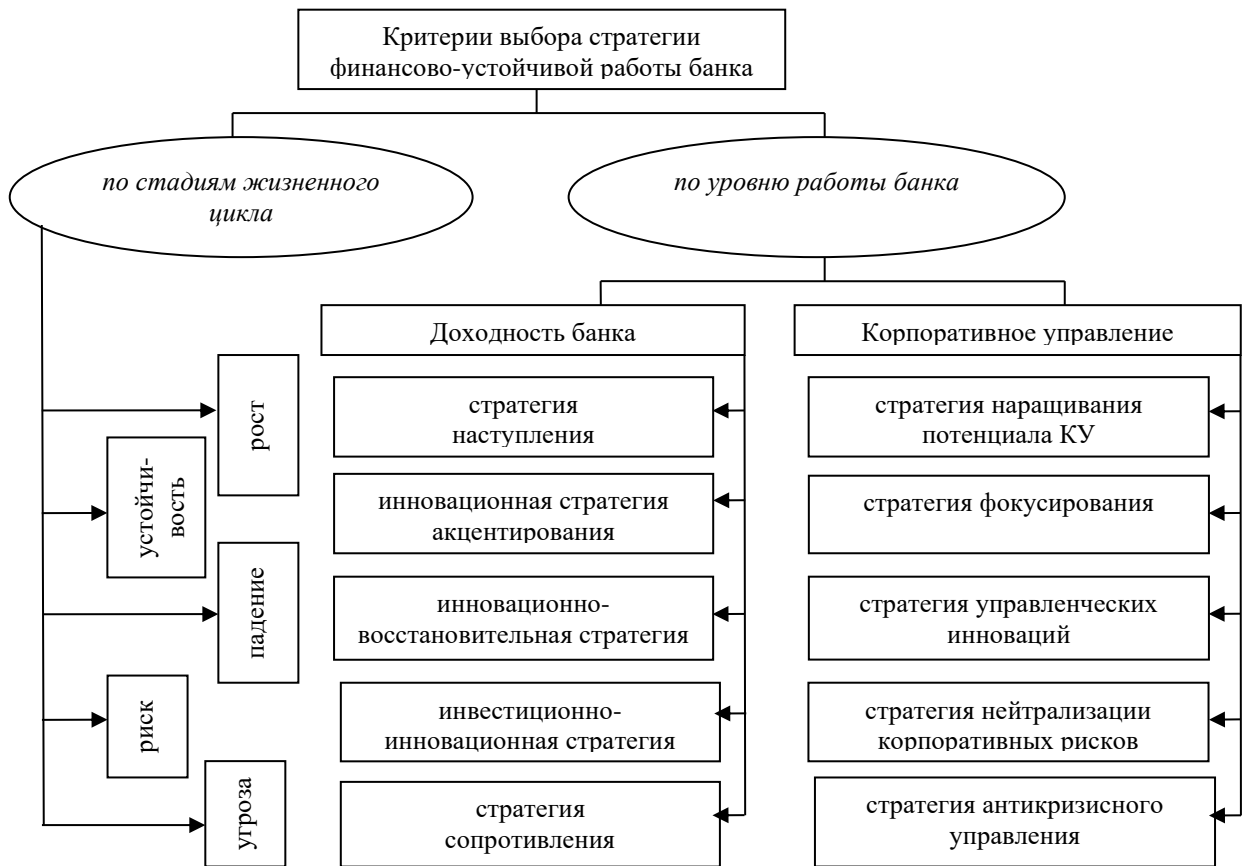 Критерии выбора стратегии
финансово-устойчивой работы банка
по стадиям жизненного
цикла
по уровню работы банка
Доходность банка
Корпоративное управление
рост
стратегия
наступления
стратегия наращивания
потенциала КУ
устойчи-
вость
инновационная стратегия
акцентирования
стратегия фокусирования
падение
инновационно-
восстановительная стратегия
стратегия управленческих
инноваций
риск
инвестиционно-
инновационная стратегия
стратегия нейтрализации
корпоративных рисков
угроза
стратегия
сопротивления
стратегия антикризисного
управления